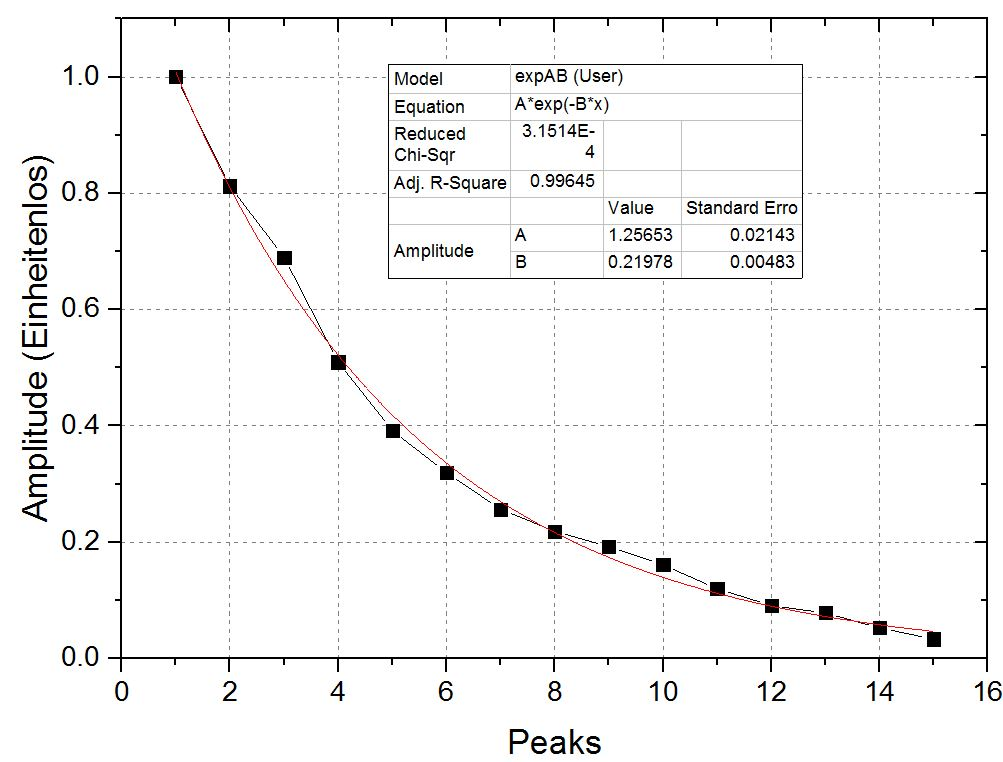 1.0
0.8
0.6
0.4
0.2
0.0
Amplitude (Einheitenlos)
Model expAB (User)
Equation A*exp(-B*x)
Reduced 3.1514E-
Chi-Sqr 4
Adj. R-Square 0.99645
Value Standard Erro
Amplitude A 1.25653 0.02143
B 0.21978 0.00483
0 2 4 6 8 10 12 14 16
Peaks